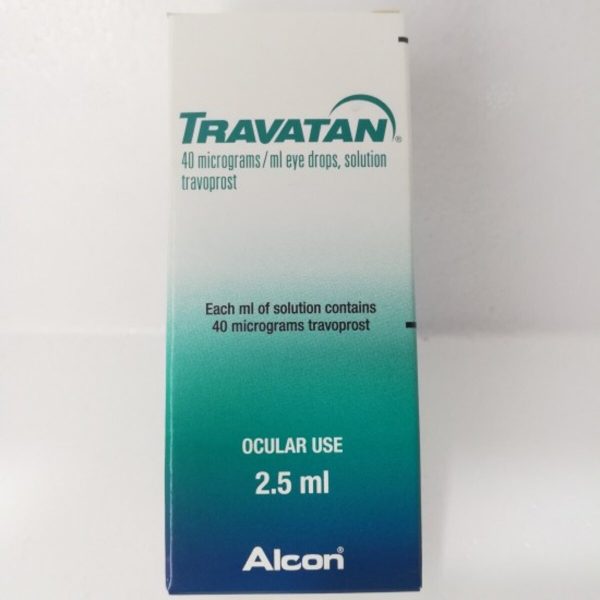 TRAVATAN®
40 micrograms/ml eye drops, solution
travoprost
Each ml of solution contains
40 micrograms travoprost
OCULAR USE
2.5 ml
Alcon®